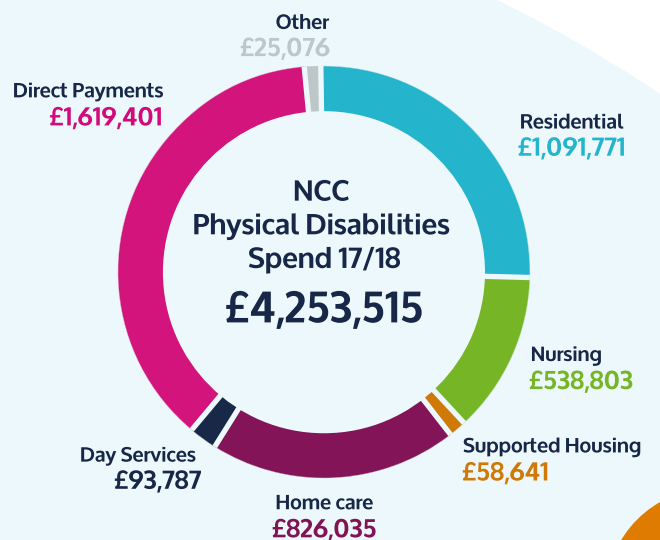 Other
£25,076
Direct Payments
£1,619,401
Residential
£1,091,771
NCC
Physical Disabilities
Spend 17/18
£4,253,515
Nursing
£538,803
Supported Housing
£58,641
Day Services
£93,787
Home care
£826,035